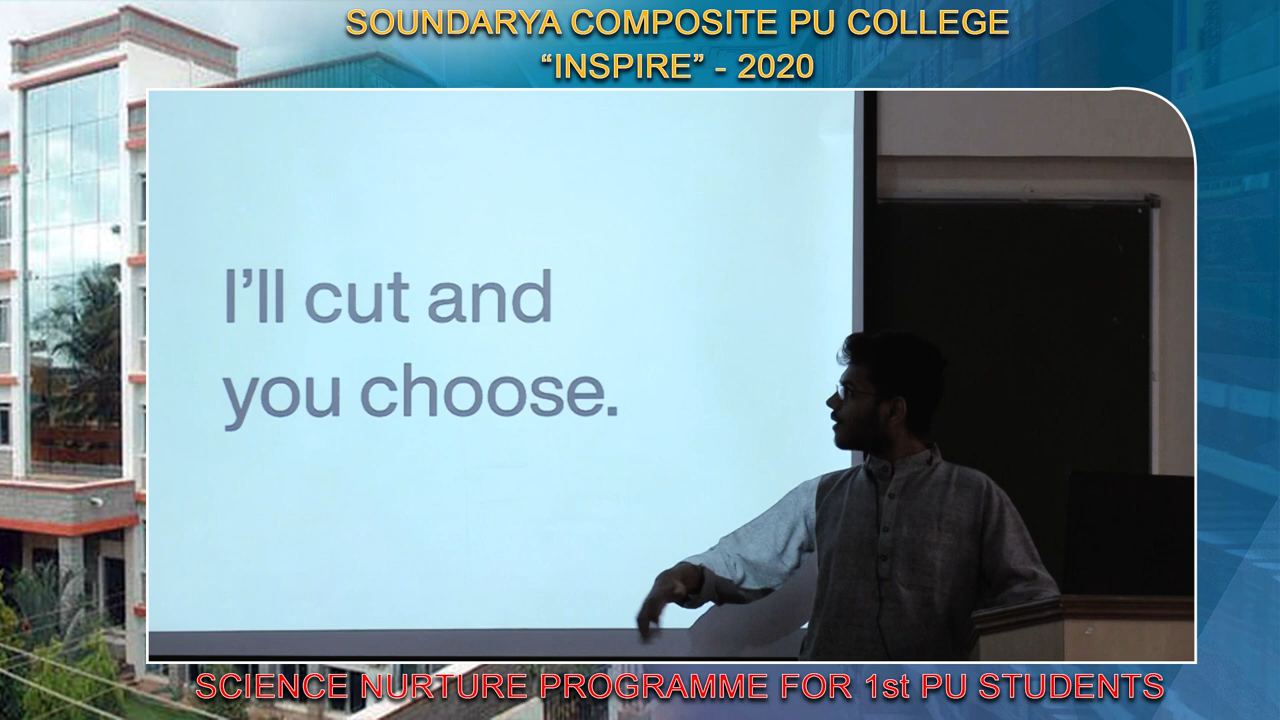 SOUNDARYA COMPOSITE PU COLLEGE
“INSPIRE” - 2020
I’ll cut and
you choose.
SCIENCE NURTURE PROGRAMME FOR 1st PU STUDENTS